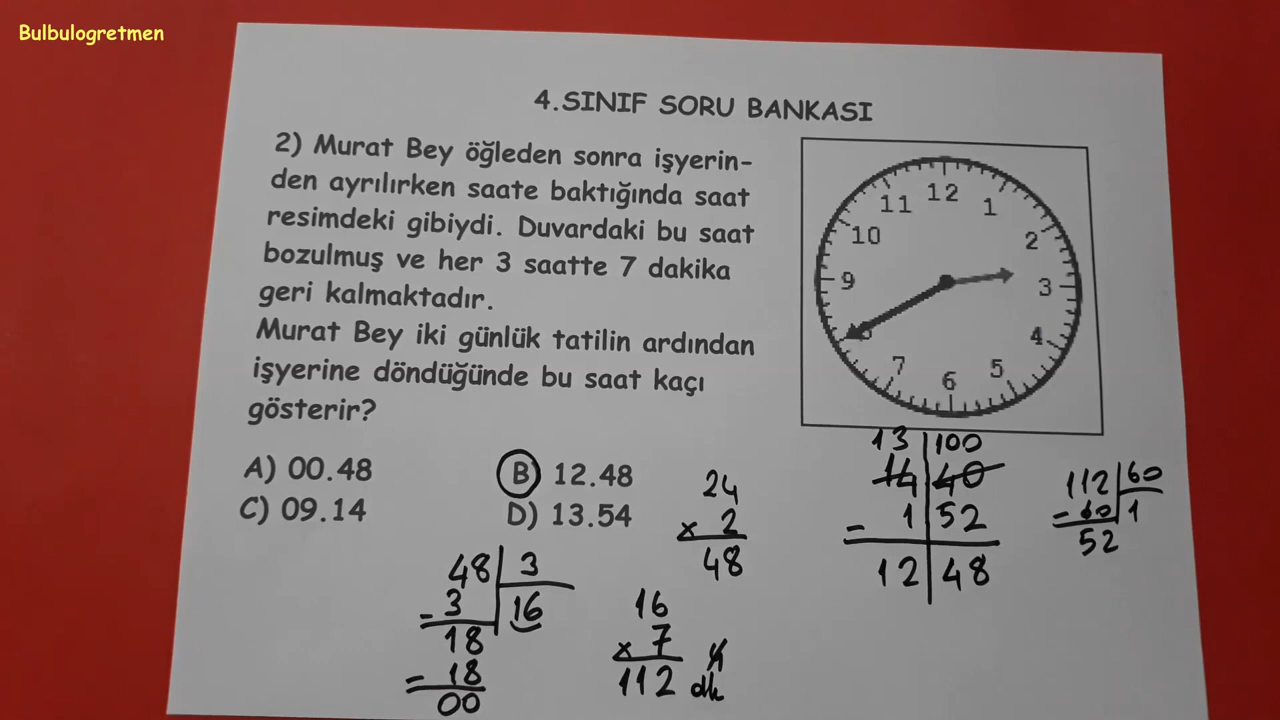 Bulbulogretmen
4.SINIF SORU BANKASI
2) Murat Bey öğleden sonra işyerin-
den ayrılırken saate baktığında saat
resimdeki gibiydi. Duvardaki bu saat
bozulmuş ve her 3 saatte 7 dakika
geri kalmaktadır.
Murat Bey iki günlük tatilin ardından
işyerine döndüğünde bu saat kaçı
gösterir?
A) 00.48
B) 12.48
C) 09.14
D) 13.54
12
11 1
10 2
9 3
4
7 5
6
24
x 2
48
48 | 3
- 3 16
18
- 18
00
16
x 7
112 dk
13 | 100
14 | 40
- 1 | 52
12 | 48
112 | 60
- 60 1
52